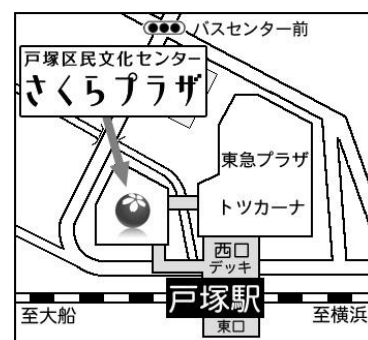 バスセンター前
戸塚区民文化センター
さくらプラザ
東急プラザ
トツカーナ
西口
デッキ
戸塚駅
至大船
東口
至横浜